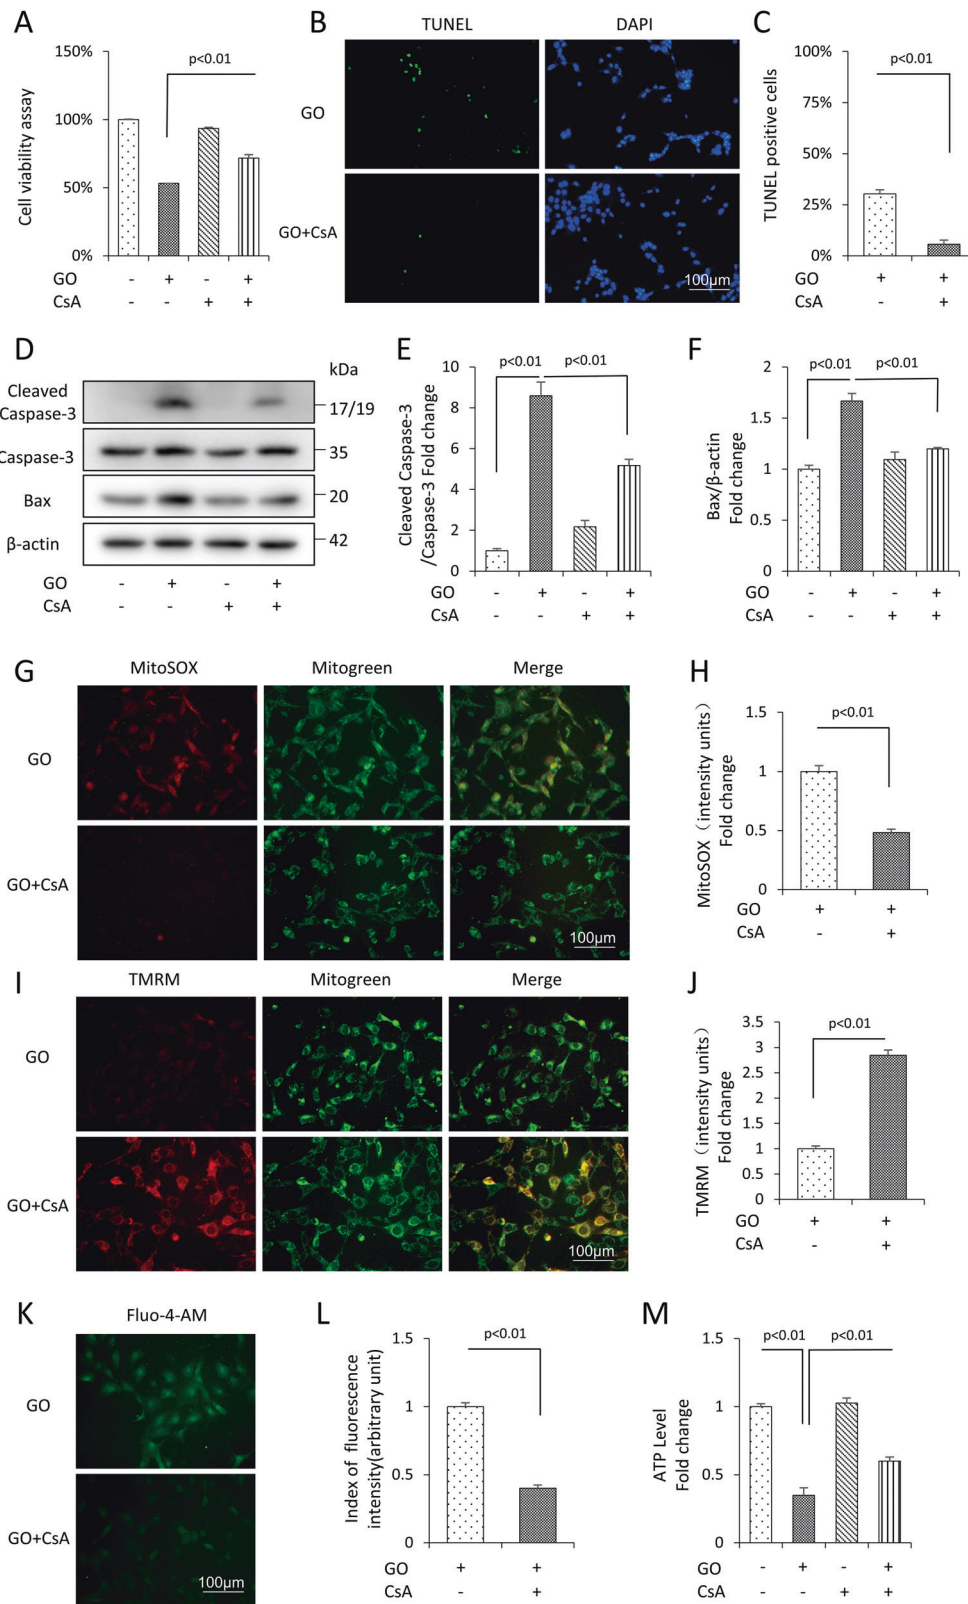 A
150%
100%
50%
0%
Cell viability assay
p<0.01
GO - + - +
CsA - - + +
B
TUNEL DAPI
GO
GO+CsA
100μm
C
100%
75%
50%
25%
0%
TUNEL positive cells
p<0.01
GO + +
CsA - +
D
kDa
Cleaved
Caspase-3
17/19
Caspase-3 35
Bax 20
β-actin 42
GO - + - +
CsA - - + +
E
10
8
6
4
2
0
Cleaved Caspase-3
/Caspase-3 Fold change
p<0.01 p<0.01
GO - + - +
CsA - - + +
F
2
1.5
1
0.5
0
Bax/β-actin
Fold change
p<0.01 p<0.01
GO - + - +
CsA - - + +
G
MitoSOX Mitogreen Merge
GO
GO+CsA
100μm
H
1.5
1
0.5
0
MitoSOX（intensity units）
Fold change
p<0.01
GO + +
CsA - +
I
TMRM Mitogreen Merge
GO
GO+CsA
100μm
J
3.5
3
2.5
2
1.5
1
0.5
0
TMRM（intensity units）
Fold change
p<0.01
GO + +
CsA - +
K
Fluo-4-AM
GO
GO+CsA
100μm
L
1.5
1
0.5
0
Index of fluorescence
intensity(arbitrary unit)
p<0.01
GO + +
CsA - +
M
1.5
1
0.5
0
ATP Level
Fold change
p<0.01 p<0.01
GO - + - +
CsA - - + +